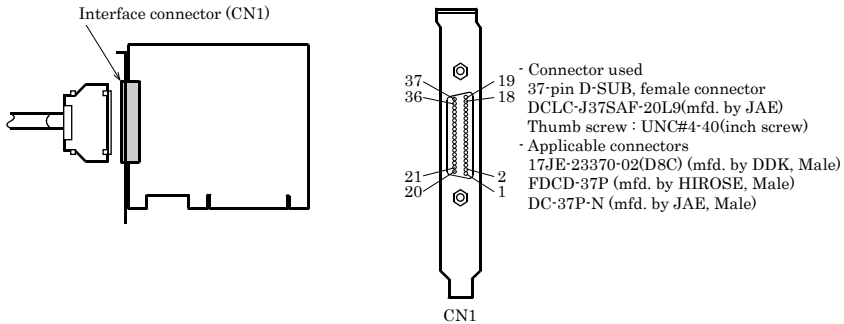 Interface connector (CN1)
37
36
19
18
21
20
2
1
CN1
- Connector used
37-pin D-SUB, female connector
DCLC-J37SAF-20L9(mfd. by JAE)
Thumb screw : UNC#4-40(inch screw)
- Applicable connectors
17JE-23370-02(D8C) (mfd. by DDK, Male)
FDCD-37P (mfd. by HIROSE, Male)
DC-37P-N (mfd. by JAE, Male)